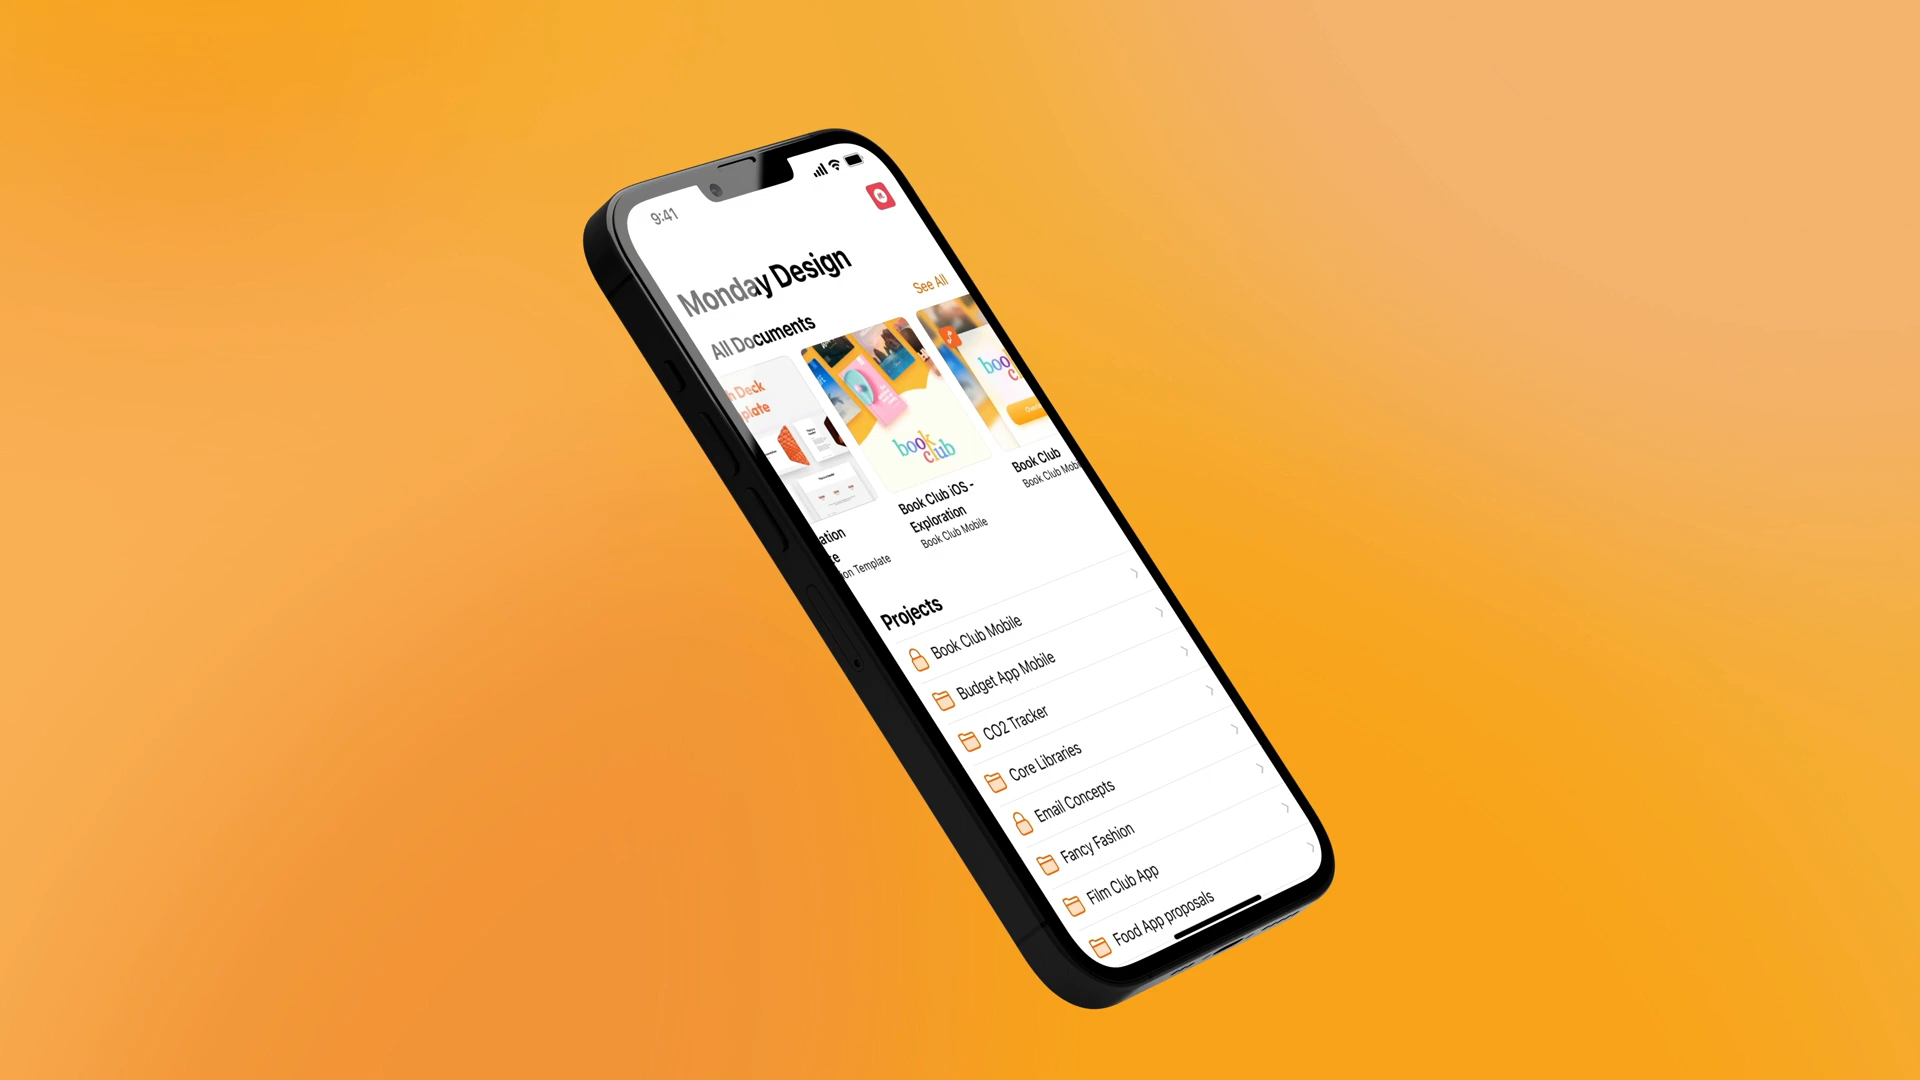 9:41
Monday Design
All Documents
See All
Deck
plate
book
club
boo
c
ation
te
on Template
Book Club iOS -
Exploration
Book Club Mobile
Book Club
Book Club Mob
Projects
Book Club Mobile
Budget App Mobile
CO2 Tracker
Core Libraries
Email Concepts
Fancy Fashion
Film Club App
Food App proposals